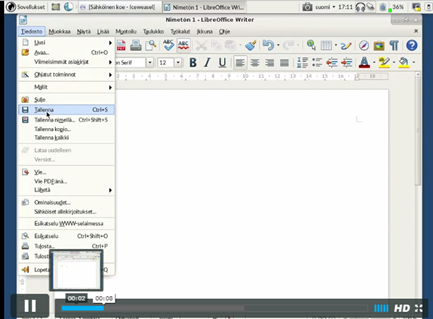 Sovellukset [Sähköinen koe - Iceweasel] Nimetön 1 - LibreOffice Wri... suomi 17:11 36%
Nimetön 1 - LibreOffice Writer
Tiedosto Muokkaa Näytä Lisää Muotoilu Taulukko Työkalut Ikkuna Ohje
Uusi
Avaa... Ctrl+O
Viimeisimmät asiakirjat
Ohjatut toiminnot
Mallit
Sulje
Tallenna Ctrl+S
Tallenna nimellä... Ctrl+Shift+S
Tallenna kopio...
Tallenna kaikki
Lataa uudelleen
Versiot...
Vie...
Vie PDF:änä...
Lähetä
Ominaisuudet...
Sähköiset allekirjoitukset...
Esikatselu WWW-selaimessa
Esikatselu Ctrl+Shift+O
Tulosta... Ctrl+P
Lopeta
Serif 12
00:02 00:08 HD